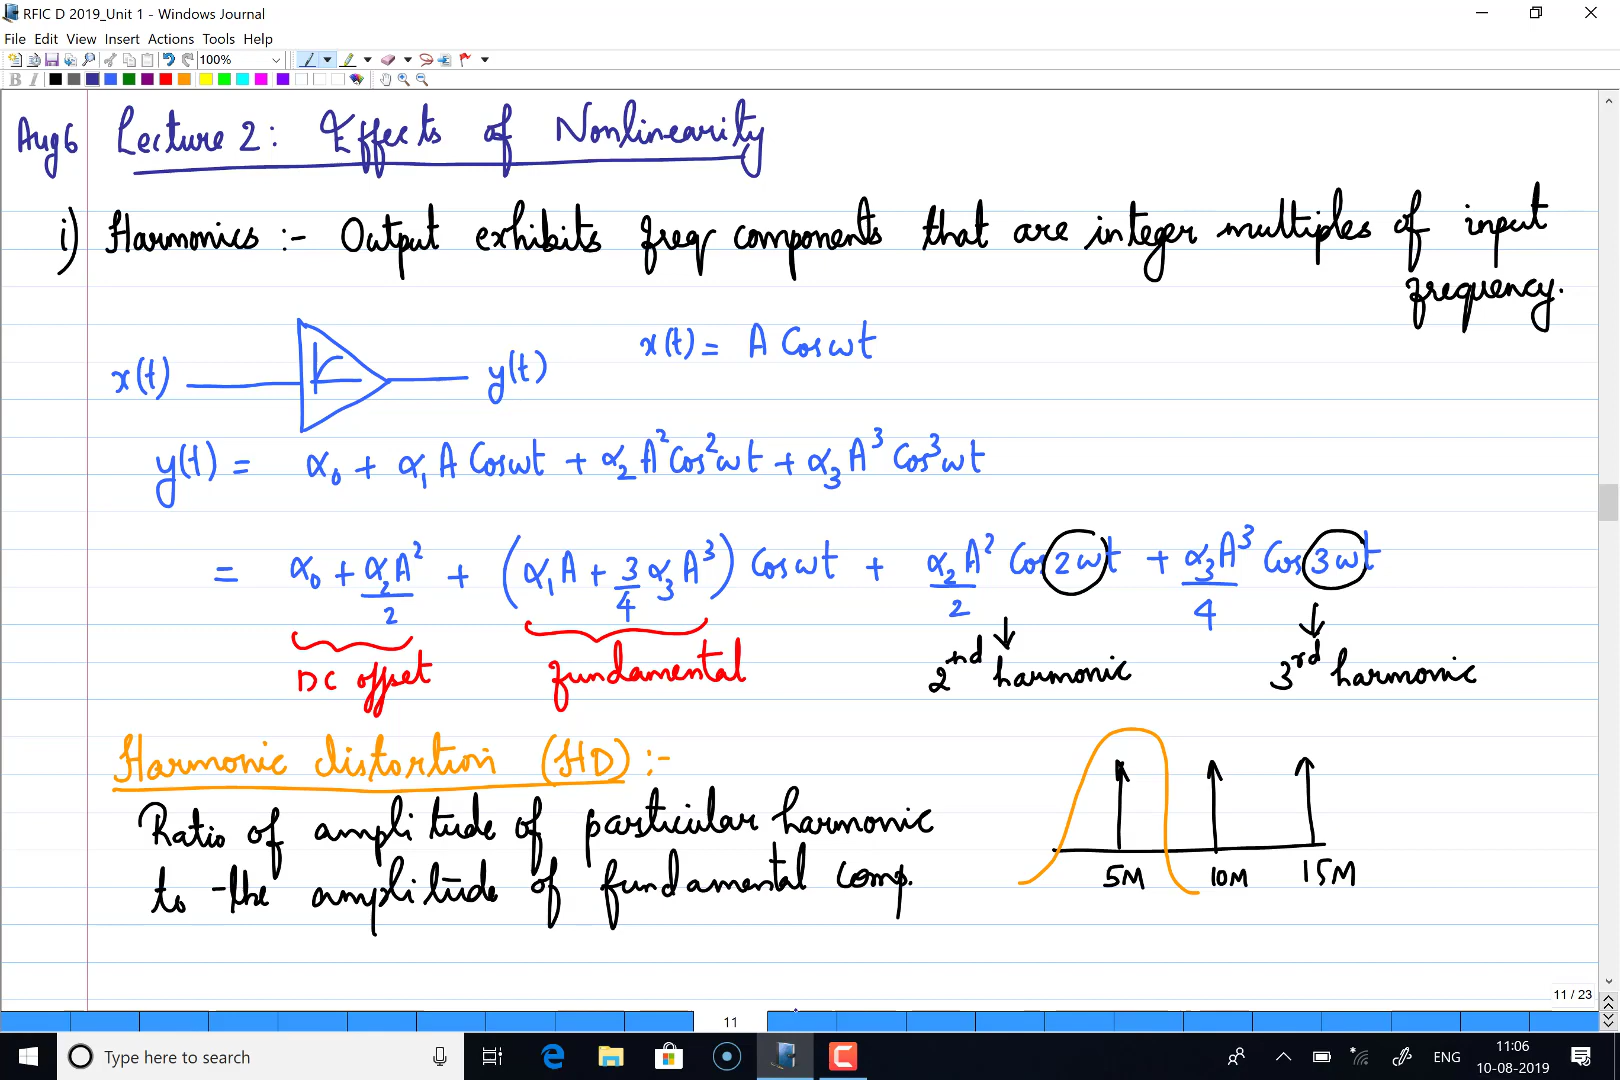 RFIC D 2019_Unit 1 - Windows Journal
File Edit View Insert Actions Tools Help
100%
B I
Aug 6 Lecture 2: Effects of Nonlinearity
i) Harmonics :- Output exhibits freq components that are integer multiples of input
frequency.
x(t) y(t) x(t) = A Cos ωt
y(t) = α₀ + α₁ A Cos ωt + α₂ A² Cos² ωt + α₃ A³ Cos³ ωt
= α₀ + α₂A²/2 + (α₁A + 3/4 α₃A³) Cos ωt + α₂A²/2 Cos 2ωt + α₃A³/4 Cos 3ωt
DC offset fundamental 2nd harmonic 3rd harmonic
Harmonic distortion (HD) :-
Ratio of amplitude of particular harmonic
to the amplitude of fundamental comp.
5M 10M 15M
11 / 23
11
Type here to search
ENG
11:06
10-08-2019